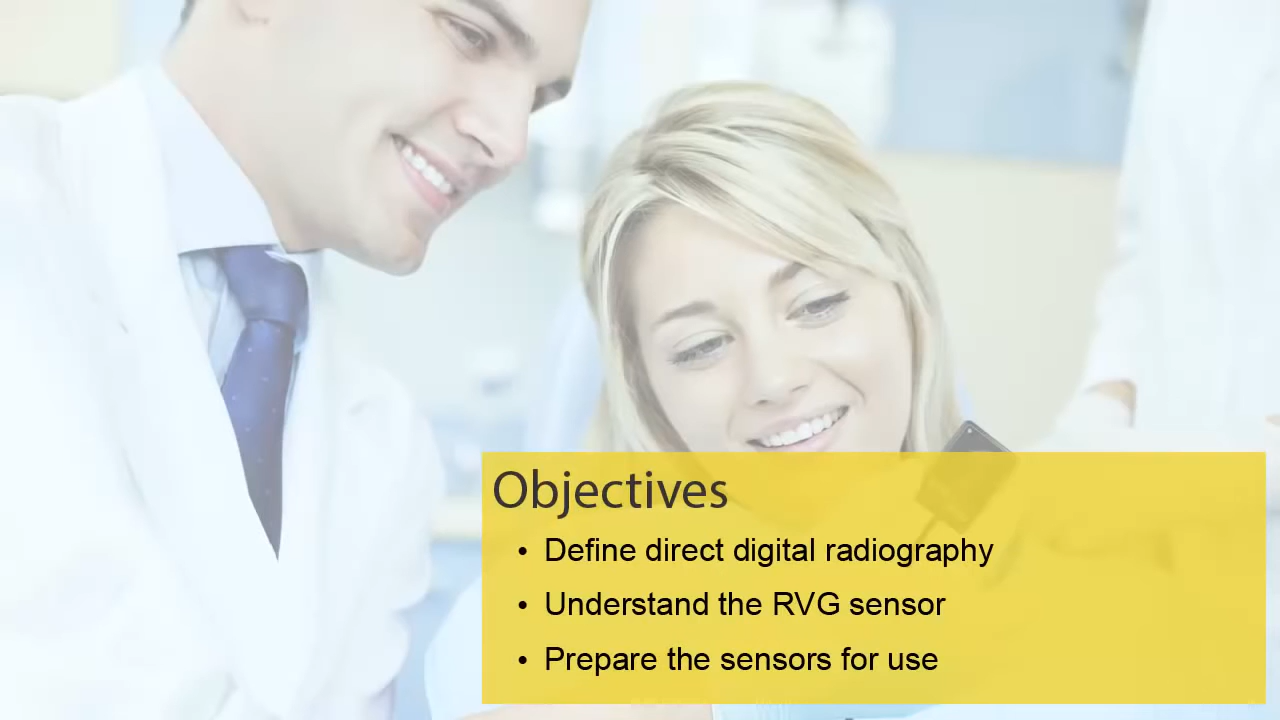 Objectives
• Define direct digital radiography
• Understand the RVG sensor
• Prepare the sensors for use